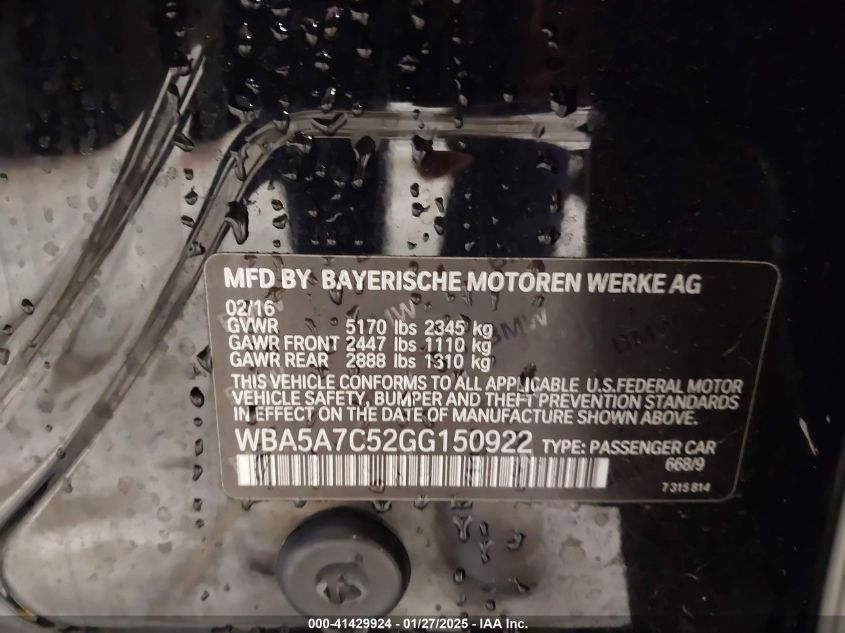 MFD BY BAYERISCHE MOTOREN WERKE AG
02/16
GVWR 5170 lbs 2345 kg
GAWR FRONT 2447 lbs 1110 kg
GAWR REAR 2888 lbs 1310 kg
THIS VEHICLE CONFORMS TO ALL APPLICABLE U.S.FEDERAL MOTOR
VEHICLE SAFETY, BUMPER AND THEFT PREVENTION STANDARDS
IN EFFECT ON THE DATE OF MANUFACTURE SHOWN ABOVE.
WBA5A7C52GG150922 TYPE: PASSENGER CAR
668/9
7 315 814
000-41429924 - 01/27/2025 - IAA Inc.